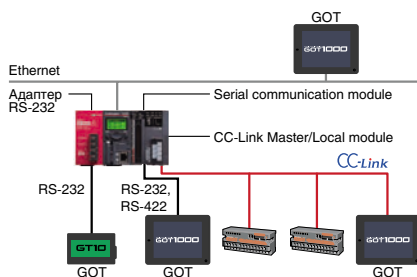 GOT
GOT1000
Ethernet
Адаптер
RS-232
Serial communication module
CC-Link Master/Local module
CC-Link
RS-232
RS-232,
RS-422
GT10
GOT1000
GOT1000
GOT
GOT
GOT